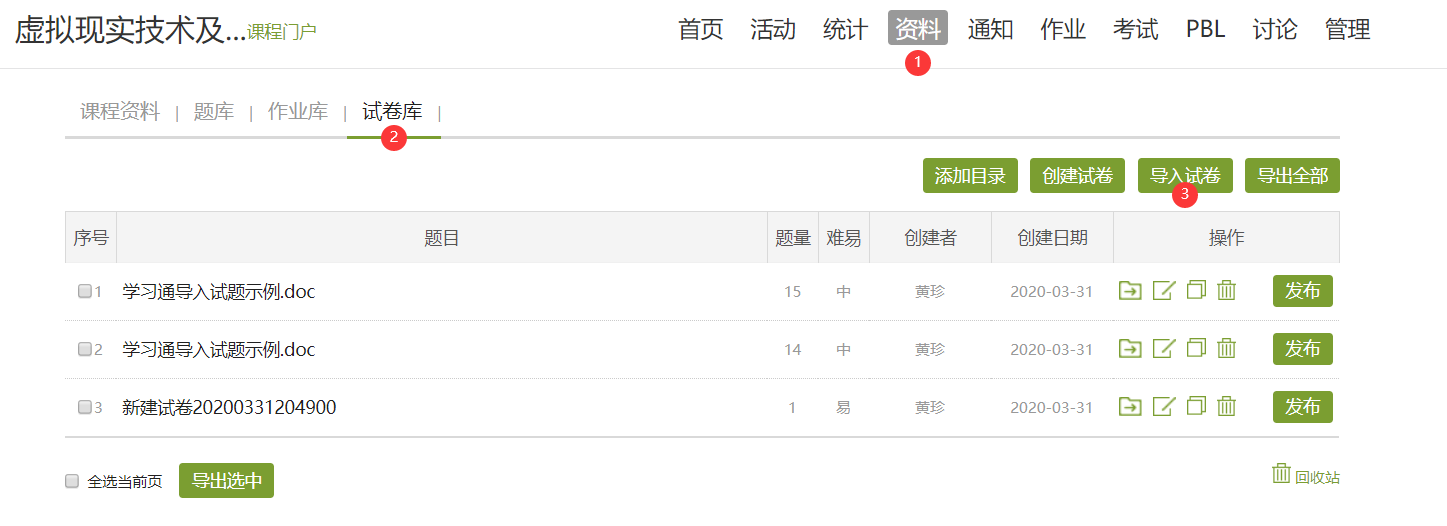 虚拟现实技术及...课程门户 首页 活动 统计 资料 通知 作业 考试 PBL 讨论 管理
1
课程资料 | 题库 | 作业库 | 试卷库 |
2
添加目录 创建试卷 导入试卷 导出全部
3
序号 题目 题量 难易 创建者 创建日期 操作
1 学习通导入试题示例.doc 15 中 黄珍 2020-03-31 发布
2 学习通导入试题示例.doc 14 中 黄珍 2020-03-31 发布
3 新建试卷20200331204900 1 易 黄珍 2020-03-31 发布
全选当前页 导出选中 回收站